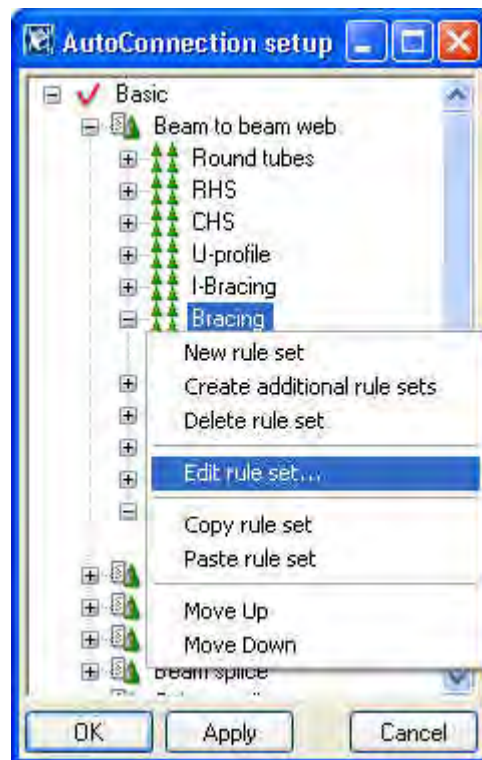 AutoConnection setup
Basic
Beam to beam web
Round tubes
RHS
CHS
U-profile
I-Bracing
Bracing
New rule set
Create additional rule sets
Delete rule set
Edit rule set...
Copy rule set
Paste rule set
Move Up
Move Down
Beam splice
OK
Apply
Cancel